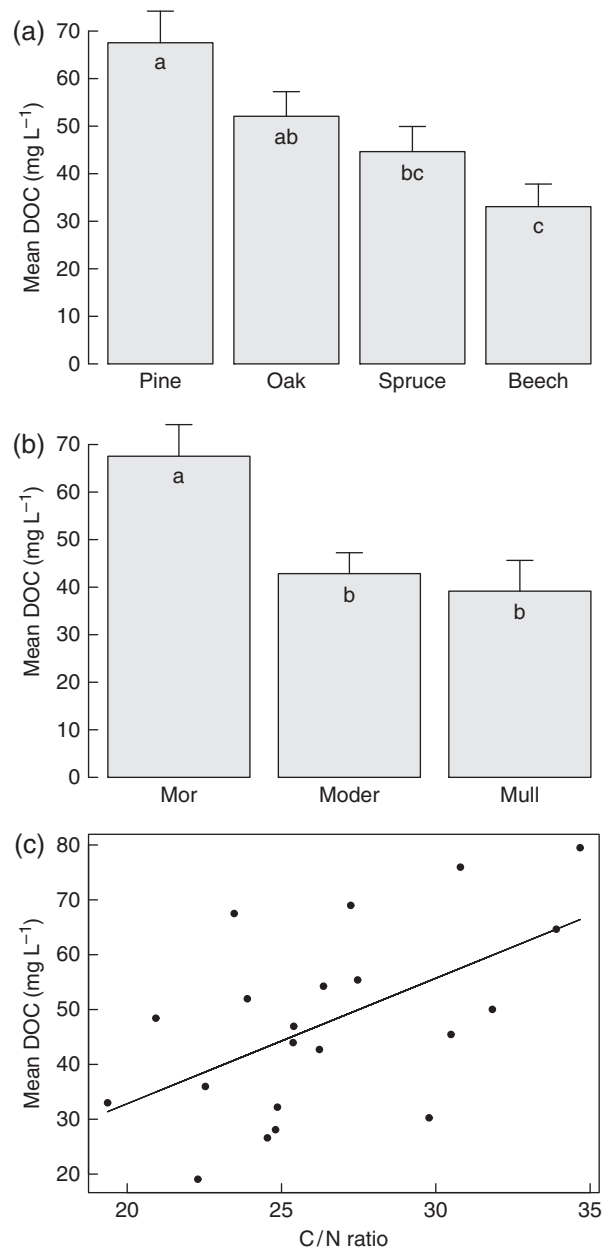 (a)
Mean DOC (mg L⁻¹)
70
60
50
40
30
20
10
0
a
ab
bc
c
Pine Oak Spruce Beech
(b)
Mean DOC (mg L⁻¹)
70
60
50
40
30
20
10
0
a
b
b
Mor Moder Mull
(c)
Mean DOC (mg L⁻¹)
80
70
60
50
40
30
20
20 25 30 35
C/N ratio